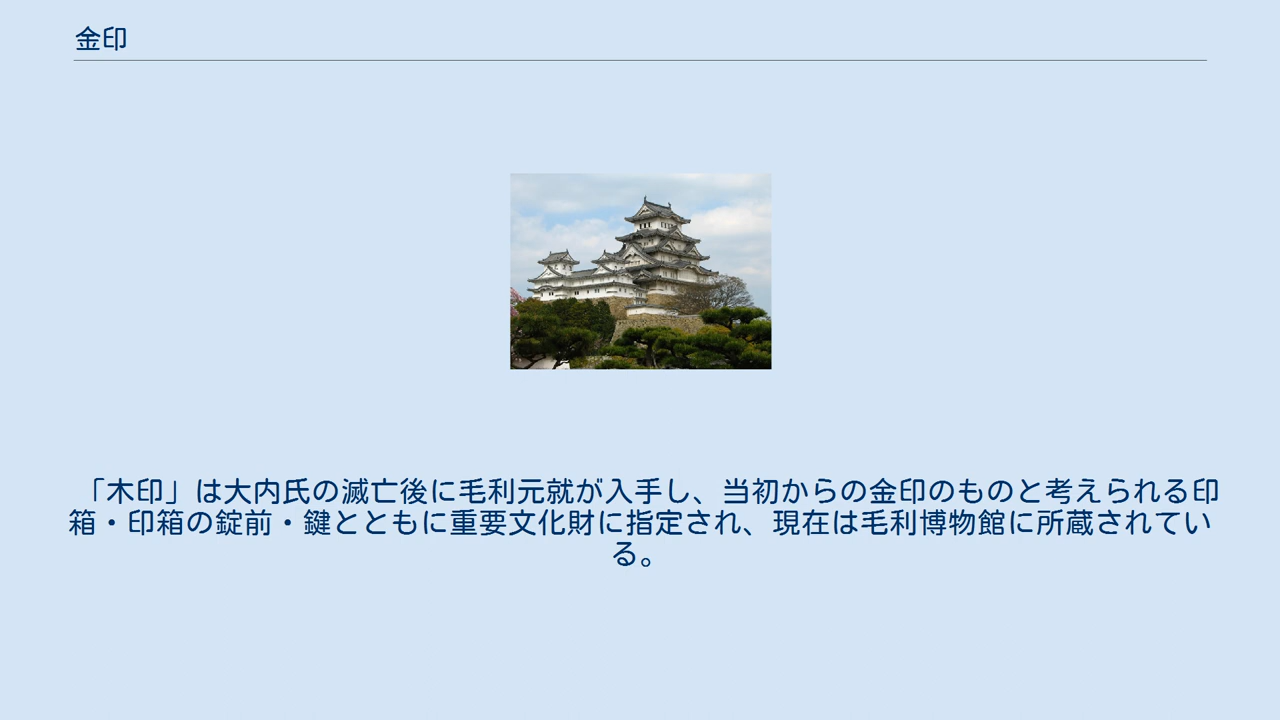 金印
「木印」は大内氏の滅亡後に毛利元就が入手し、当初からの金印のものと考えられる印
箱・印箱の錠前・鍵とともに重要文化財に指定され、現在は毛利博物館に所蔵されてい
る。